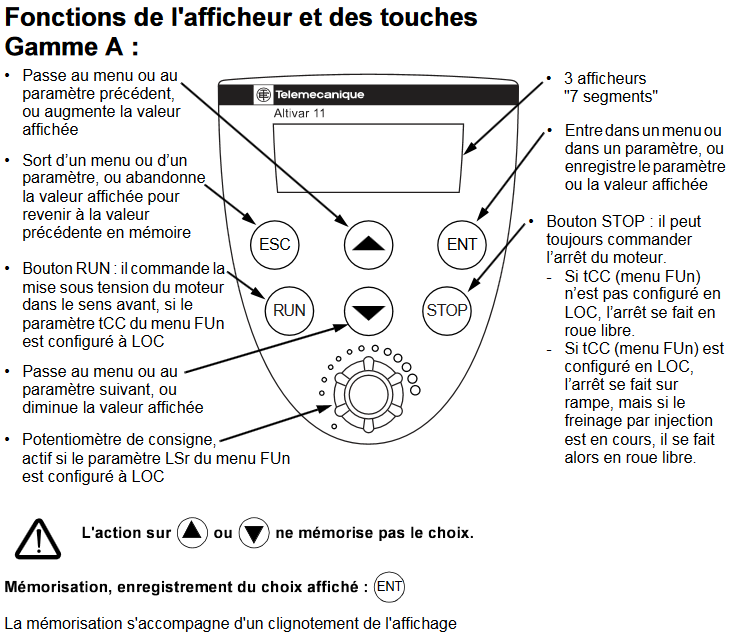 Fonctions de l'afficheur et des touches
Gamme A :
• Passe au menu ou au
paramètre précédent,
ou augmente la valeur
affichée
• Sort d’un menu ou d’un
paramètre, ou abandonne
la valeur affichée pour
revenir à la valeur
précédente en mémoire
• Bouton RUN : il commande la
mise sous tension du moteur
dans le sens avant, si le
paramètre tCC du menu FUn
est configuré à LOC
• Passe au menu ou au
paramètre suivant, ou
diminue la valeur affichée
• Potentiomètre de consigne,
actif si le paramètre LSr du menu FUn
est configuré à LOC
Telemecanique
Altivar 11
ESC
ENT
RUN
STOP
• 3 afficheurs
"7 segments"
• Entre dans un menu ou
dans un paramètre, ou
enregistre le paramètre
ou la valeur affichée
• Bouton STOP : il peut
toujours commander
l’arrêt du moteur.
- Si tCC (menu FUn)
n’est pas configuré en
LOC, l’arrêt se fait en
roue libre.
- Si tCC (menu FUn) est
configuré en LOC,
l’arrêt se fait sur
rampe, mais si le
freinage par injection
est en cours, il se fait
alors en roue libre.
L'action sur ▲ ou ▼ ne mémorise pas le choix.
Mémorisation, enregistrement du choix affiché : ENT
La mémorisation s'accompagne d'un clignotement de l'affichage